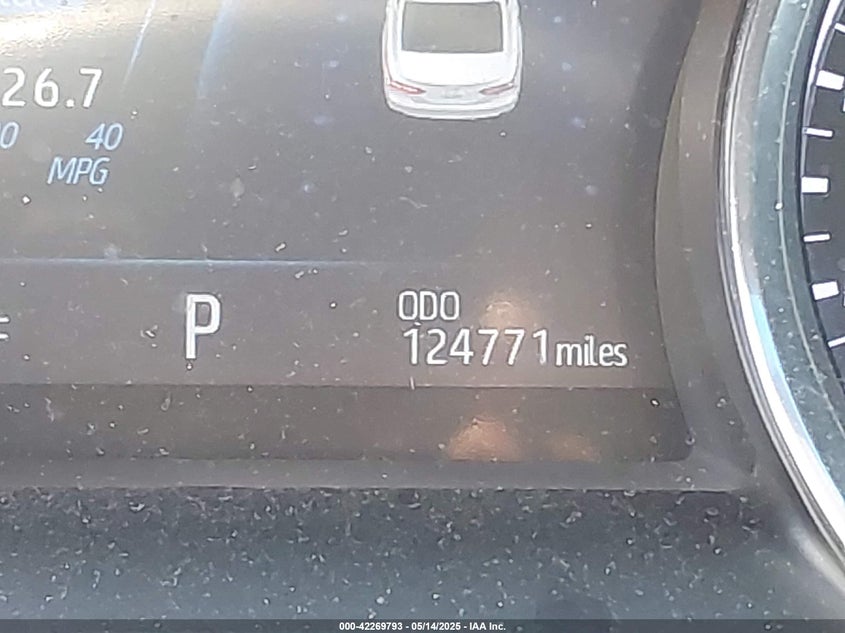 26.7
40
MPG
P
ODO
124771 miles
000-42269793 - 05/14/2025 - IAA Inc.